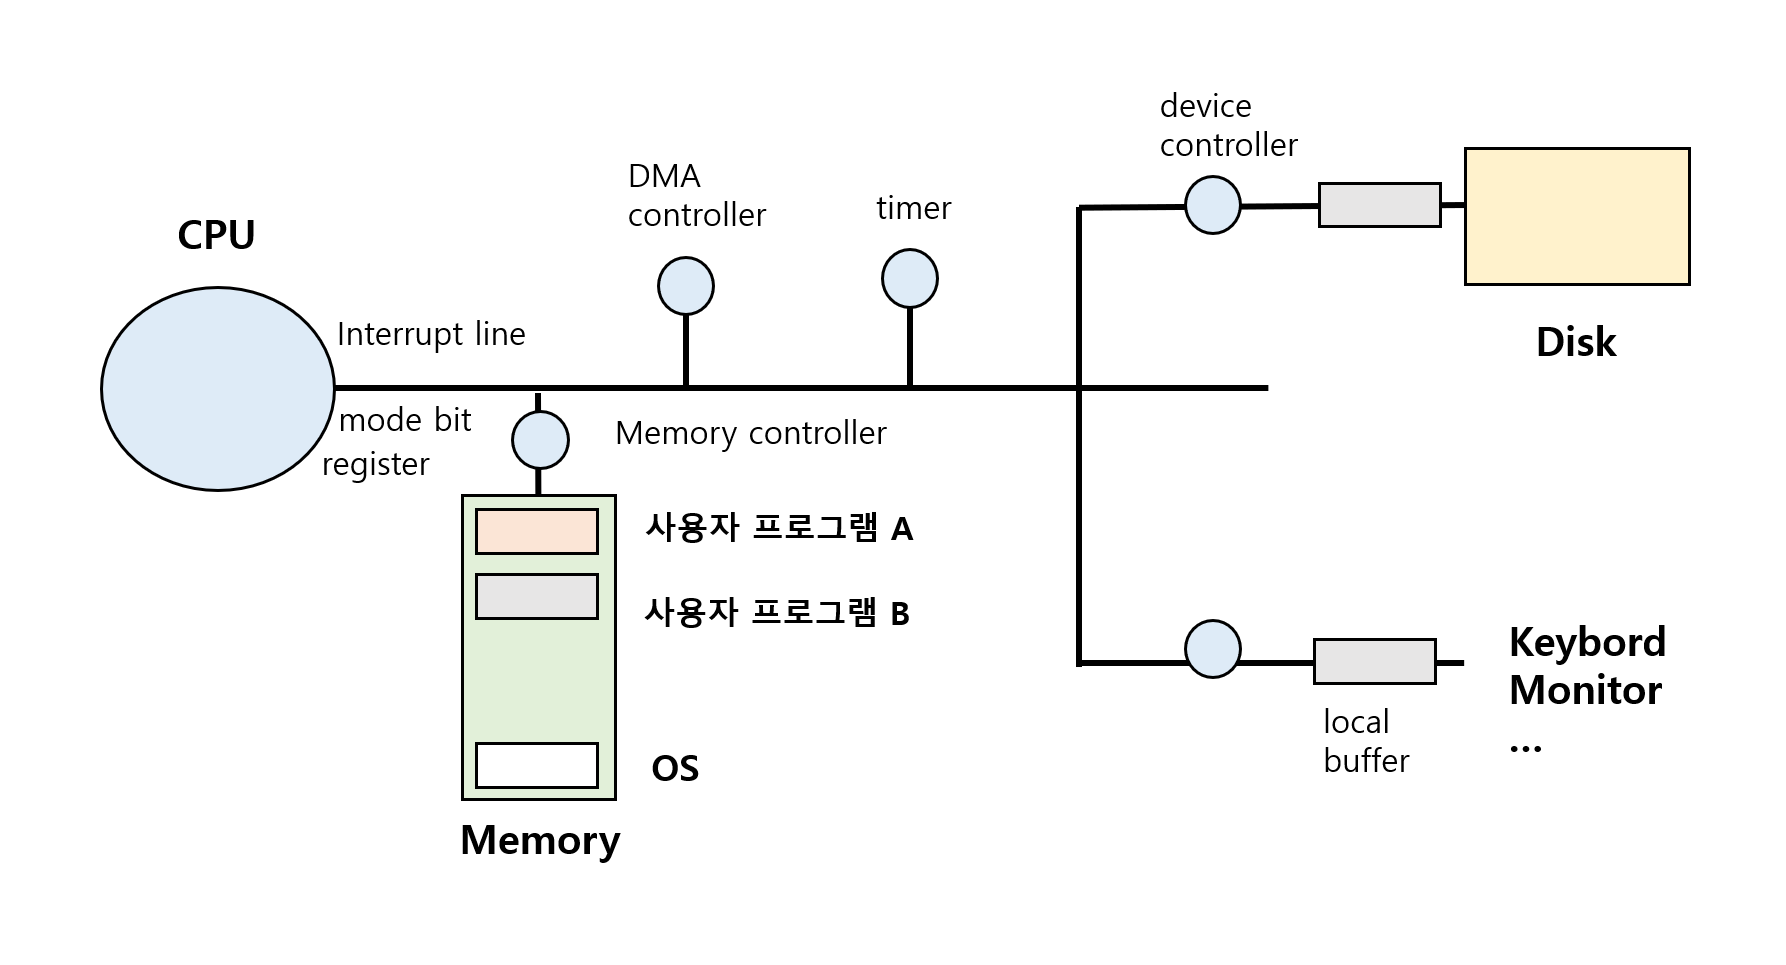 device
controller
DMA
controller
timer
CPU
Interrupt line
Disk
mode bit
register
Memory controller
사용자 프로그램 A
사용자 프로그램 B
Keybord
Monitor
...
local
buffer
OS
Memory